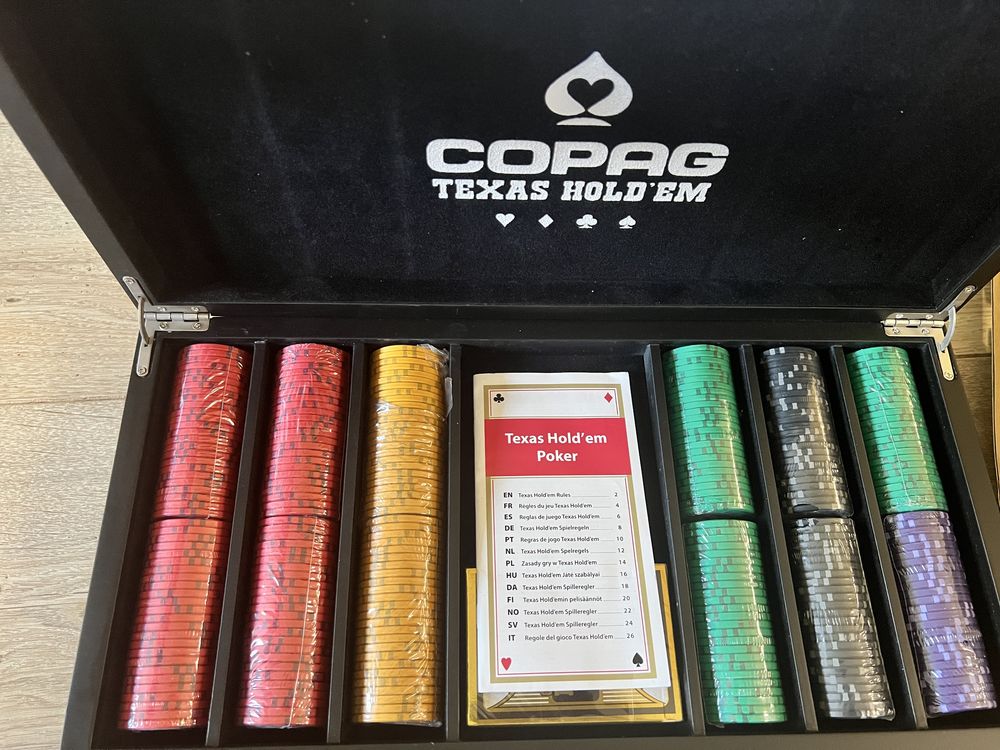 COPAG
TEXAS HOLD'EM
Texas Hold'em
Poker
EN Texas Hold'em Rules 2
FR Règles du jeu Texas Hold'em 4
ES Reglas de juego Texas Hold'em 6
DE Texas Hold'em Spielregeln 8
PT Regras de jogo Texas Hold'em 10
NL Texas Hold'em Spelregels 12
PL Zasady gry w Texas Hold'em 14
HU Texas Hold'em Játé szabályai 16
DA Texas Hold'em Spilleregler 18
FI Texas Hold'emin pelisäännöt 20
NO Texas Hold'em Spilleregler 22
SV Texas Hold'em Spilleregler 24
IT Regole del gioco Texas Hold'em 26